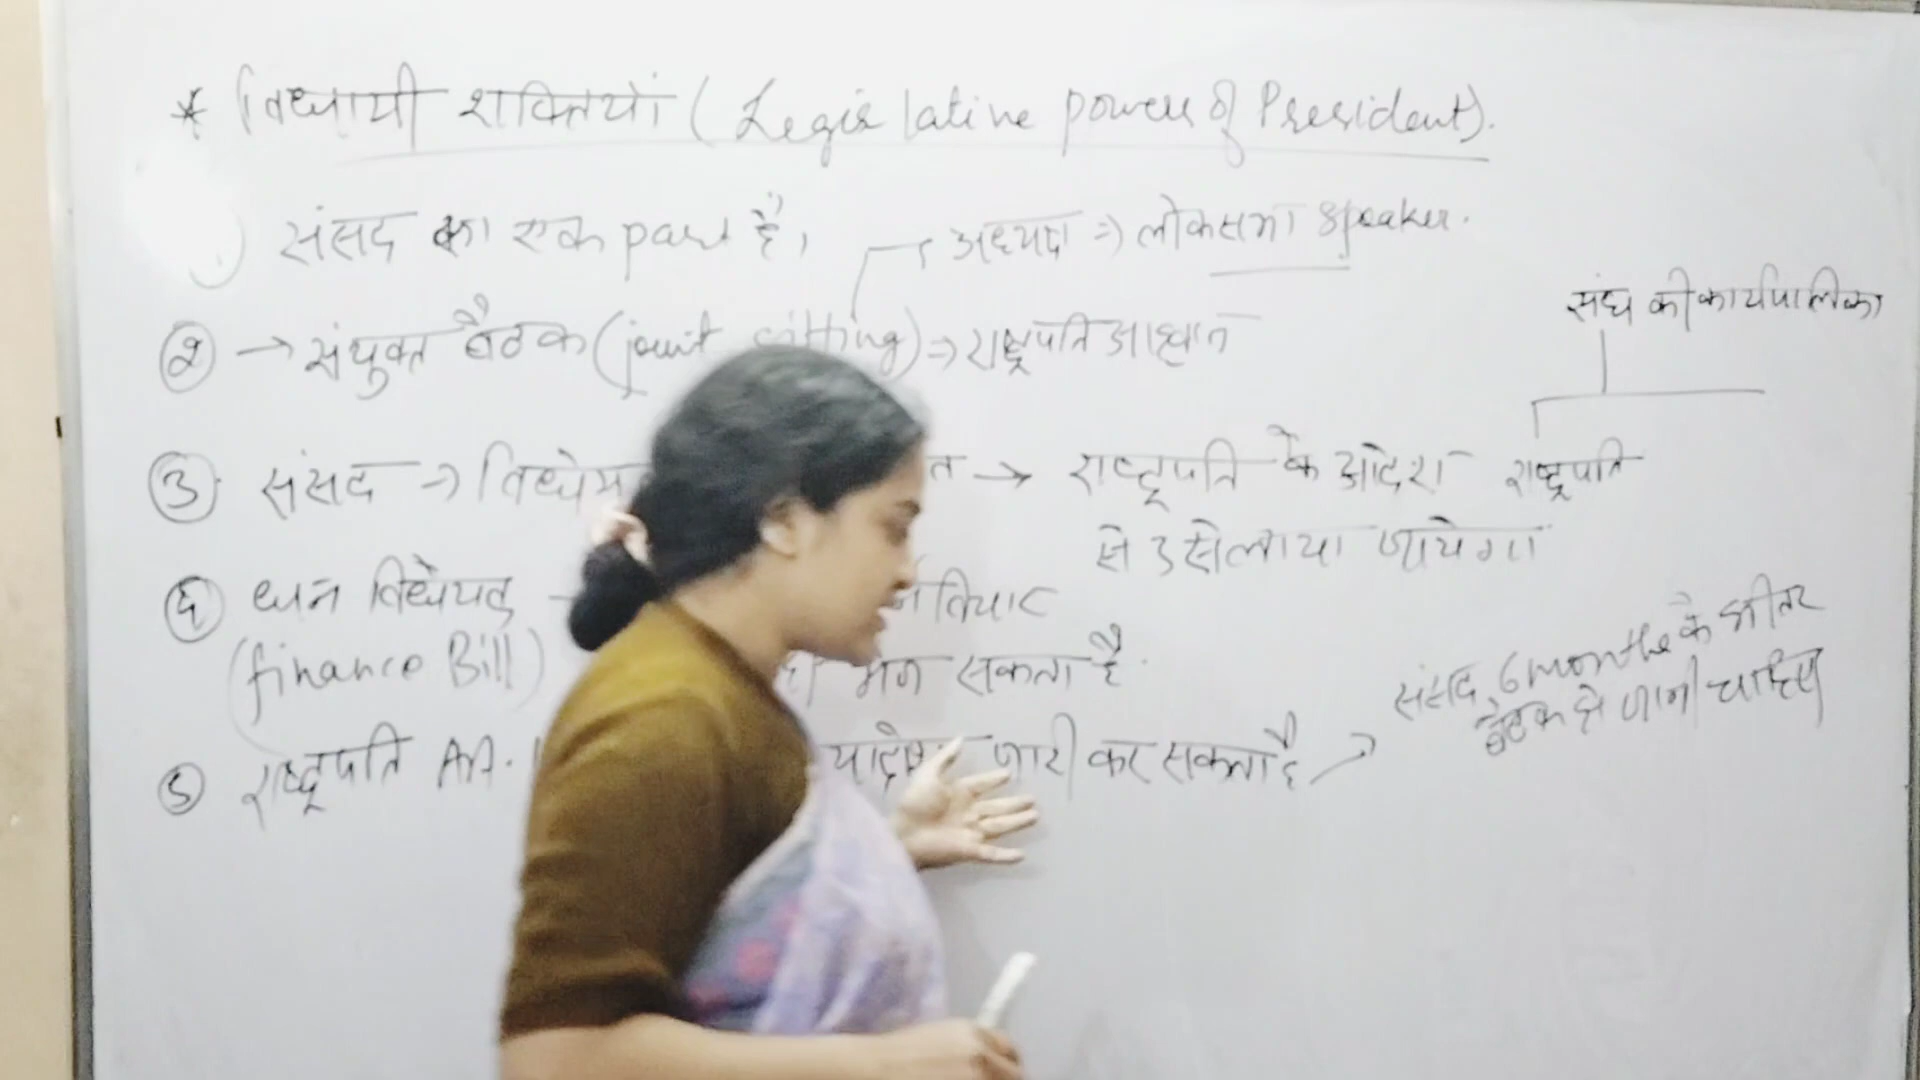 * विधायी शक्तियां (Legislative power of President).
1) संसद का एक part है।
अध्यक्ष => लोकसभा Speaker.
② → संयुक्त बैठक (joint sitting) => राष्ट्रपति आह्वान
संघ की कार्यपालिका
राष्ट्रपति
③ संसद => → राष्ट्रपति के आदेश
से उसे लाया जायेगा
धन विधेयक
(finance Bill) सकता है.
⑤ राष्ट्रपति Art. जारी कर सकता है →
संसद 6 months के भीतर
बैठक हो जानी चाहिए